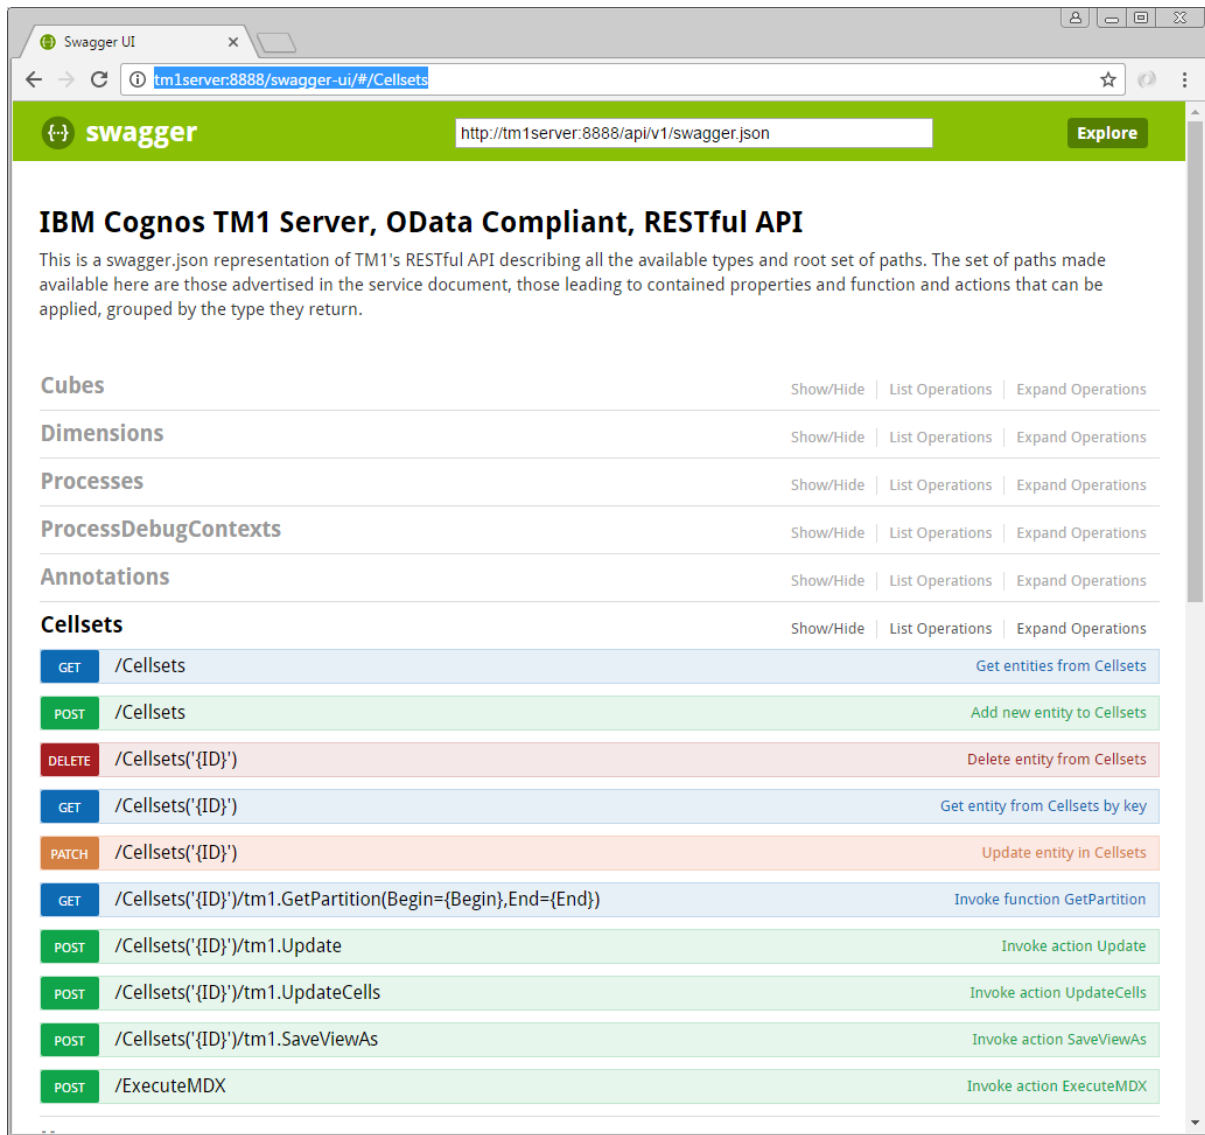 Swagger UI
tm1server:8888/swagger-ui/#/Cellsets
swagger
http://tm1server:8888/api/v1/swagger.json
Explore
IBM Cognos TM1 Server, OData Compliant, RESTful API
This is a swagger.json representation of TM1's RESTful API describing all the available types and root set of paths. The set of paths made
available here are those advertised in the service document, those leading to contained properties and function and actions that can be
applied, grouped by the type they return.
Cubes Show/Hide List Operations Expand Operations
Dimensions Show/Hide List Operations Expand Operations
Processes Show/Hide List Operations Expand Operations
ProcessDebugContexts Show/Hide List Operations Expand Operations
Annotations Show/Hide List Operations Expand Operations
Cellsets Show/Hide List Operations Expand Operations
GET /Cellsets Get entities from Cellsets
POST /Cellsets Add new entity to Cellsets
DELETE /Cellsets('{ID}') Delete entity from Cellsets
GET /Cellsets('{ID}') Get entity from Cellsets by key
PATCH /Cellsets('{ID}') Update entity in Cellsets
GET /Cellsets('{ID}')/tm1.GetPartition(Begin={Begin},End={End}) Invoke function GetPartition
POST /Cellsets('{ID}')/tm1.Update Invoke action Update
POST /Cellsets('{ID}')/tm1.UpdateCells Invoke action UpdateCells
POST /Cellsets('{ID}')/tm1.SaveViewAs Invoke action SaveViewAs
POST /ExecuteMDX Invoke action ExecuteMDX